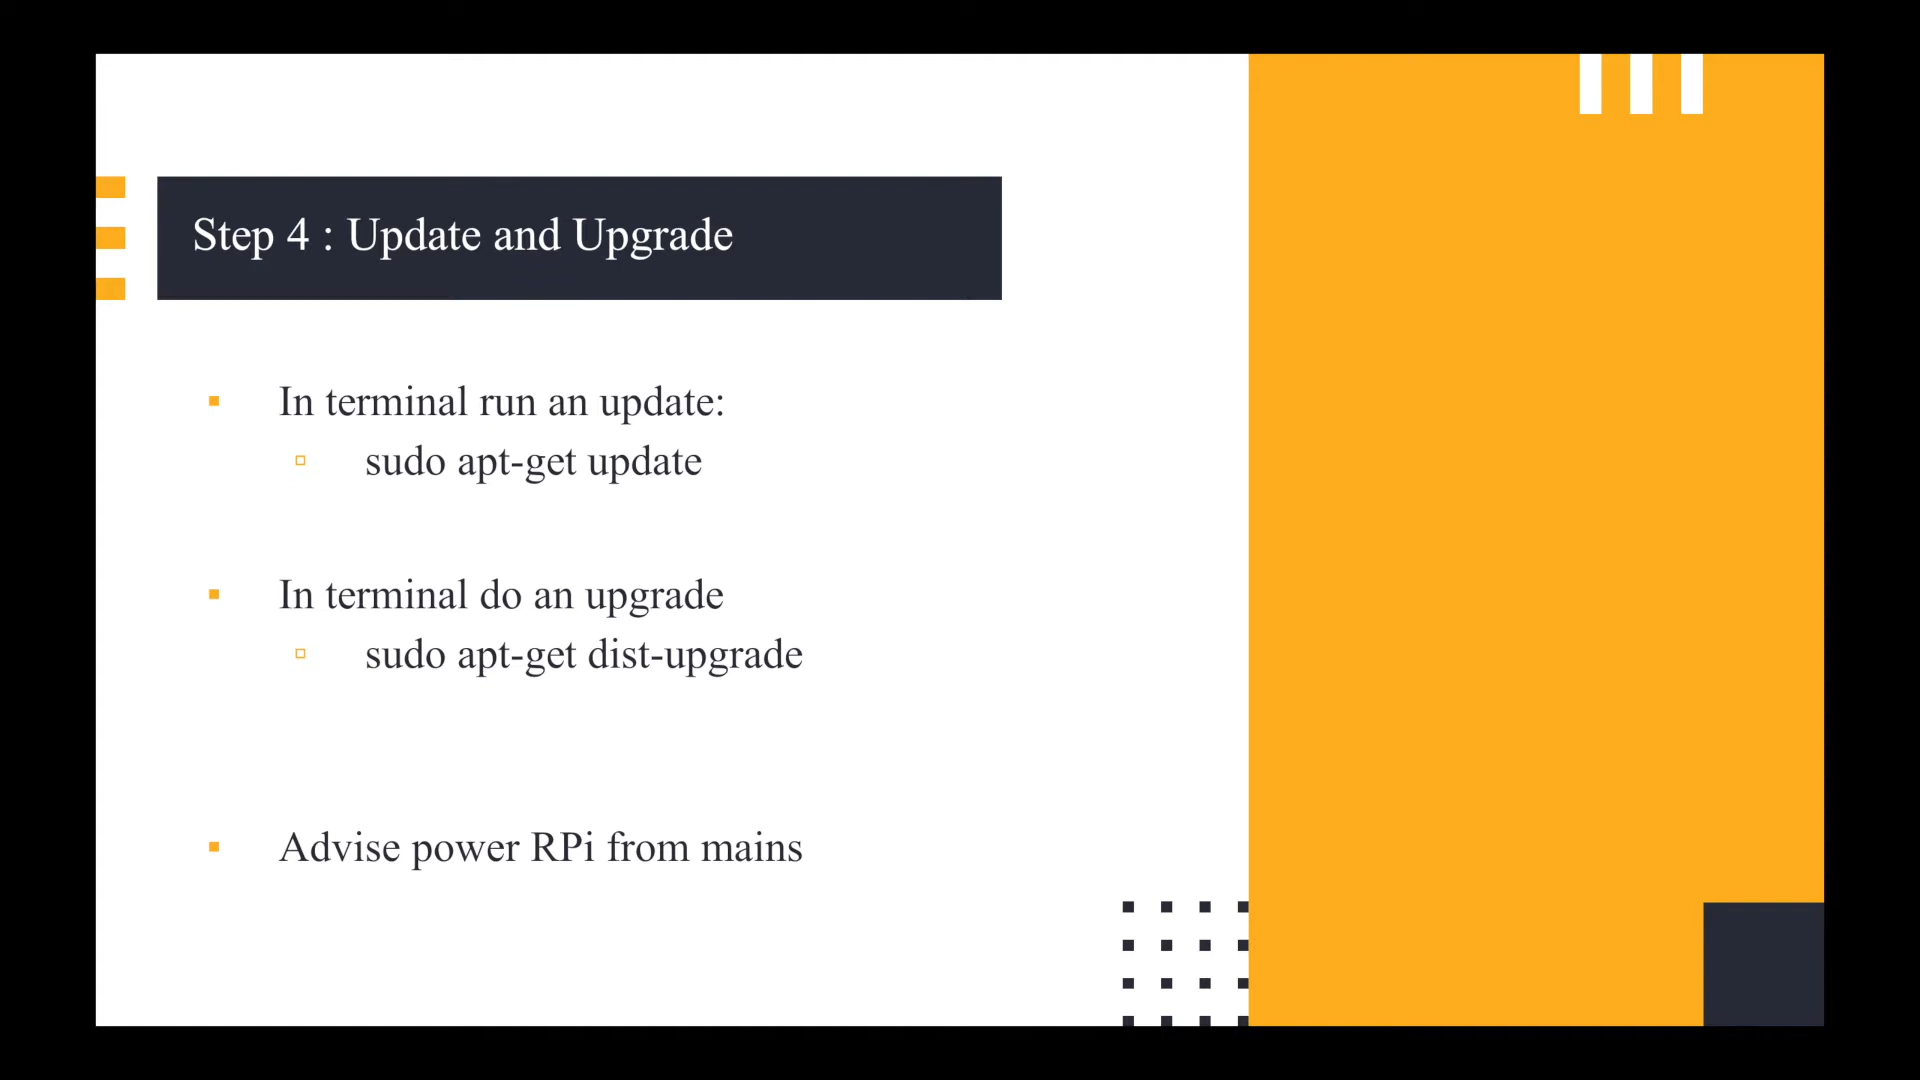 Step 4 : Update and Upgrade
In terminal run an update:
sudo apt-get update
In terminal do an upgrade
sudo apt-get dist-upgrade
Advise power RPi from mains